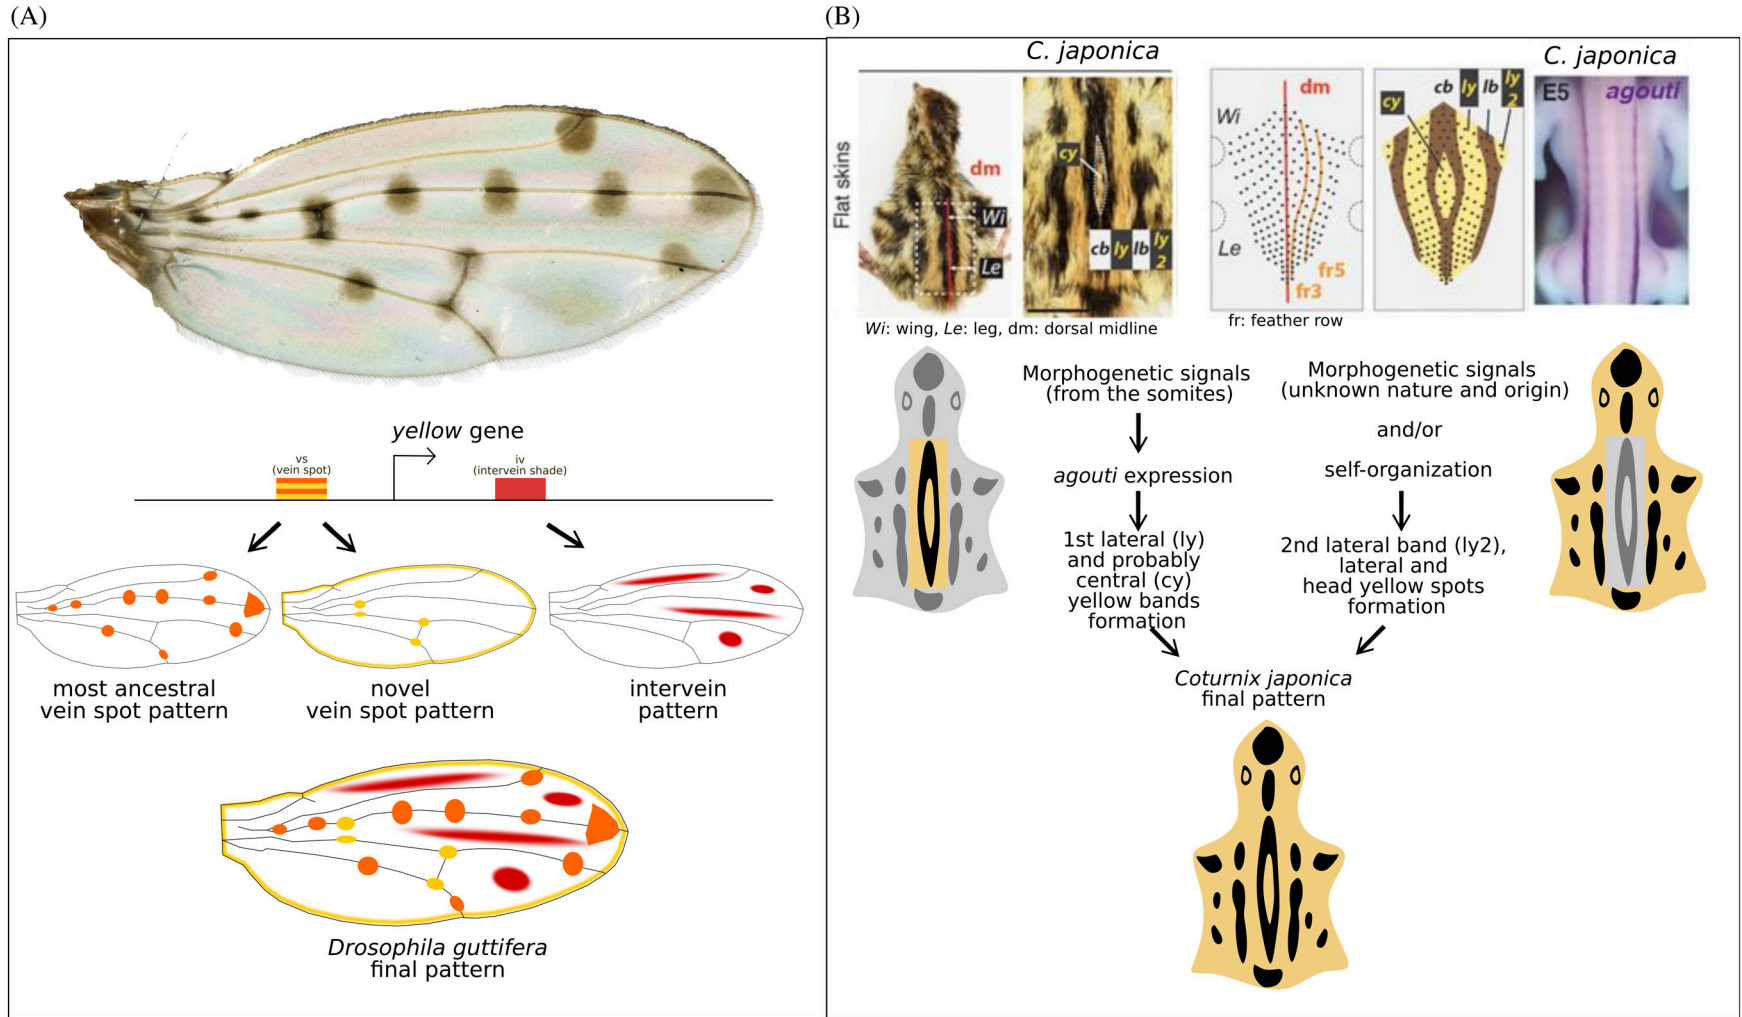 (A)
yellow gene
vs
(vein spot)
iv
(intervein shade)
most ancestral
vein spot pattern
novel
vein spot pattern
intervein
pattern
Drosophila guttifera
final pattern
(B)
C. japonica
C. japonica
Flat skins
dm
Wi
Le
cy
cb ly lb ly
2
Wi: wing, Le: leg, dm: dorsal midline
dm
Wi
Le
fr5
fr3
fr: feather row
cy
cb ly lb ly
2
E5 agouti
Morphogenetic signals
(from the somites)
agouti expression
1st lateral (ly)
and probably
central (cy)
yellow bands
formation
Morphogenetic signals
(unknown nature and origin)
and/or
self-organization
2nd lateral band (ly2),
lateral and
head yellow spots
formation
Coturnix japonica
final pattern